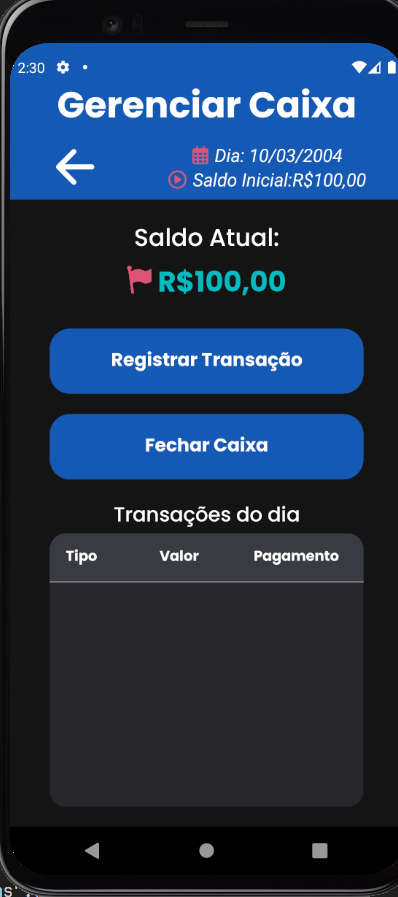 2:30
Gerenciar Caixa
Dia: 10/03/2004
Saldo Inicial:R$100,00
Saldo Atual:
R$100,00
Registrar Transação
Fechar Caixa
Transações do dia
Tipo Valor Pagamento